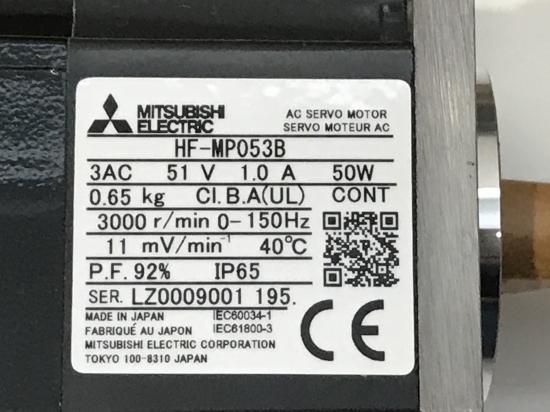 MITSUBISHI ELECTRIC
AC SERVO MOTOR
SERVO MOTEUR AC
HF-MP053B
3AC 51 V 1.0 A 50W
0.65 kg CI.B.A(UL) CONT
3000 r/min 0-150Hz
11 mV/min⁻¹ 40℃
P.F. 92% IP65
SER. LZ0009001 195.
MADE IN JAPAN IEC60034-1
FABRIQUÉ AU JAPON IEC61800-3
MITSUBISHI ELECTRIC CORPORATION
TOKYO 100-8310 JAPAN
CE